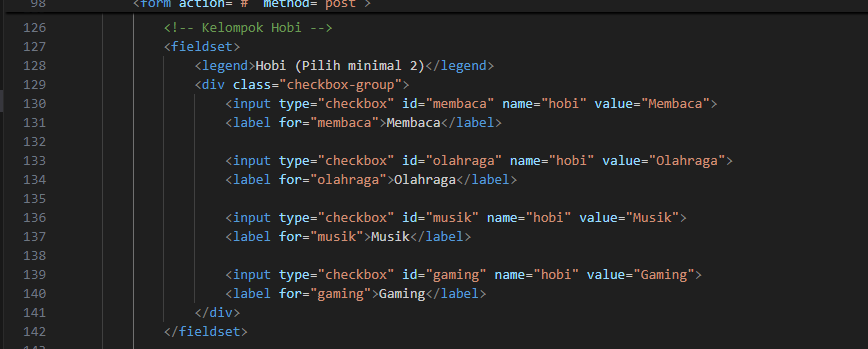 98 <form action="#" method="post">
126 <!-- Kelompok Hobi -->
127 <fieldset>
128 <legend>Hobi (Pilih minimal 2)</legend>
129 <div class="checkbox-group">
130 <input type="checkbox" id="membaca" name="hobi" value="Membaca">
131 <label for="membaca">Membaca</label>
132
133 <input type="checkbox" id="olahraga" name="hobi" value="Olahraga">
134 <label for="olahraga">Olahraga</label>
135
136 <input type="checkbox" id="musik" name="hobi" value="Musik">
137 <label for="musik">Musik</label>
138
139 <input type="checkbox" id="gaming" name="hobi" value="Gaming">
140 <label for="gaming">Gaming</label>
141 </div>
142 </fieldset>
143